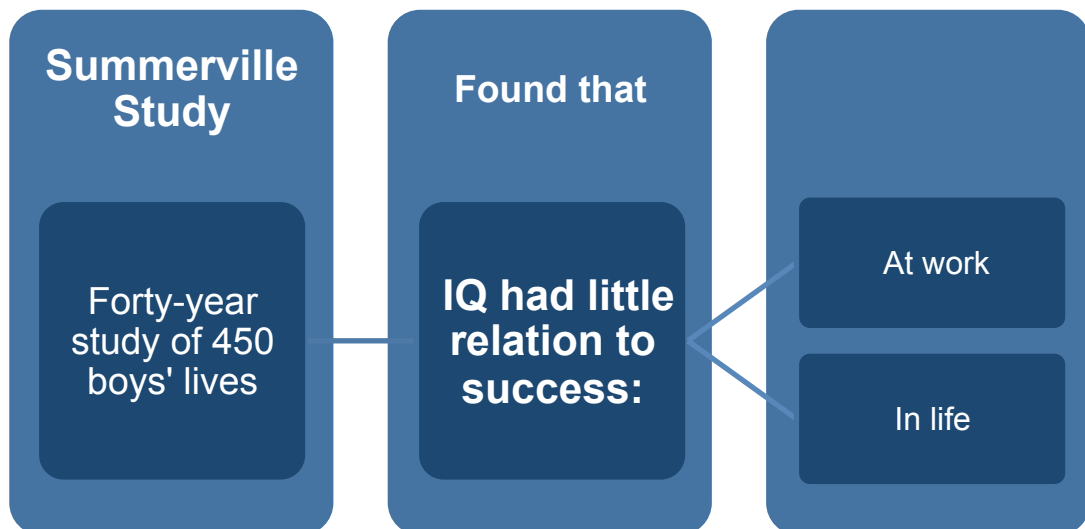 Summerville
Study
Forty-year
study of 450
boys' lives
Found that
IQ had little
relation to
success:
At work
In life